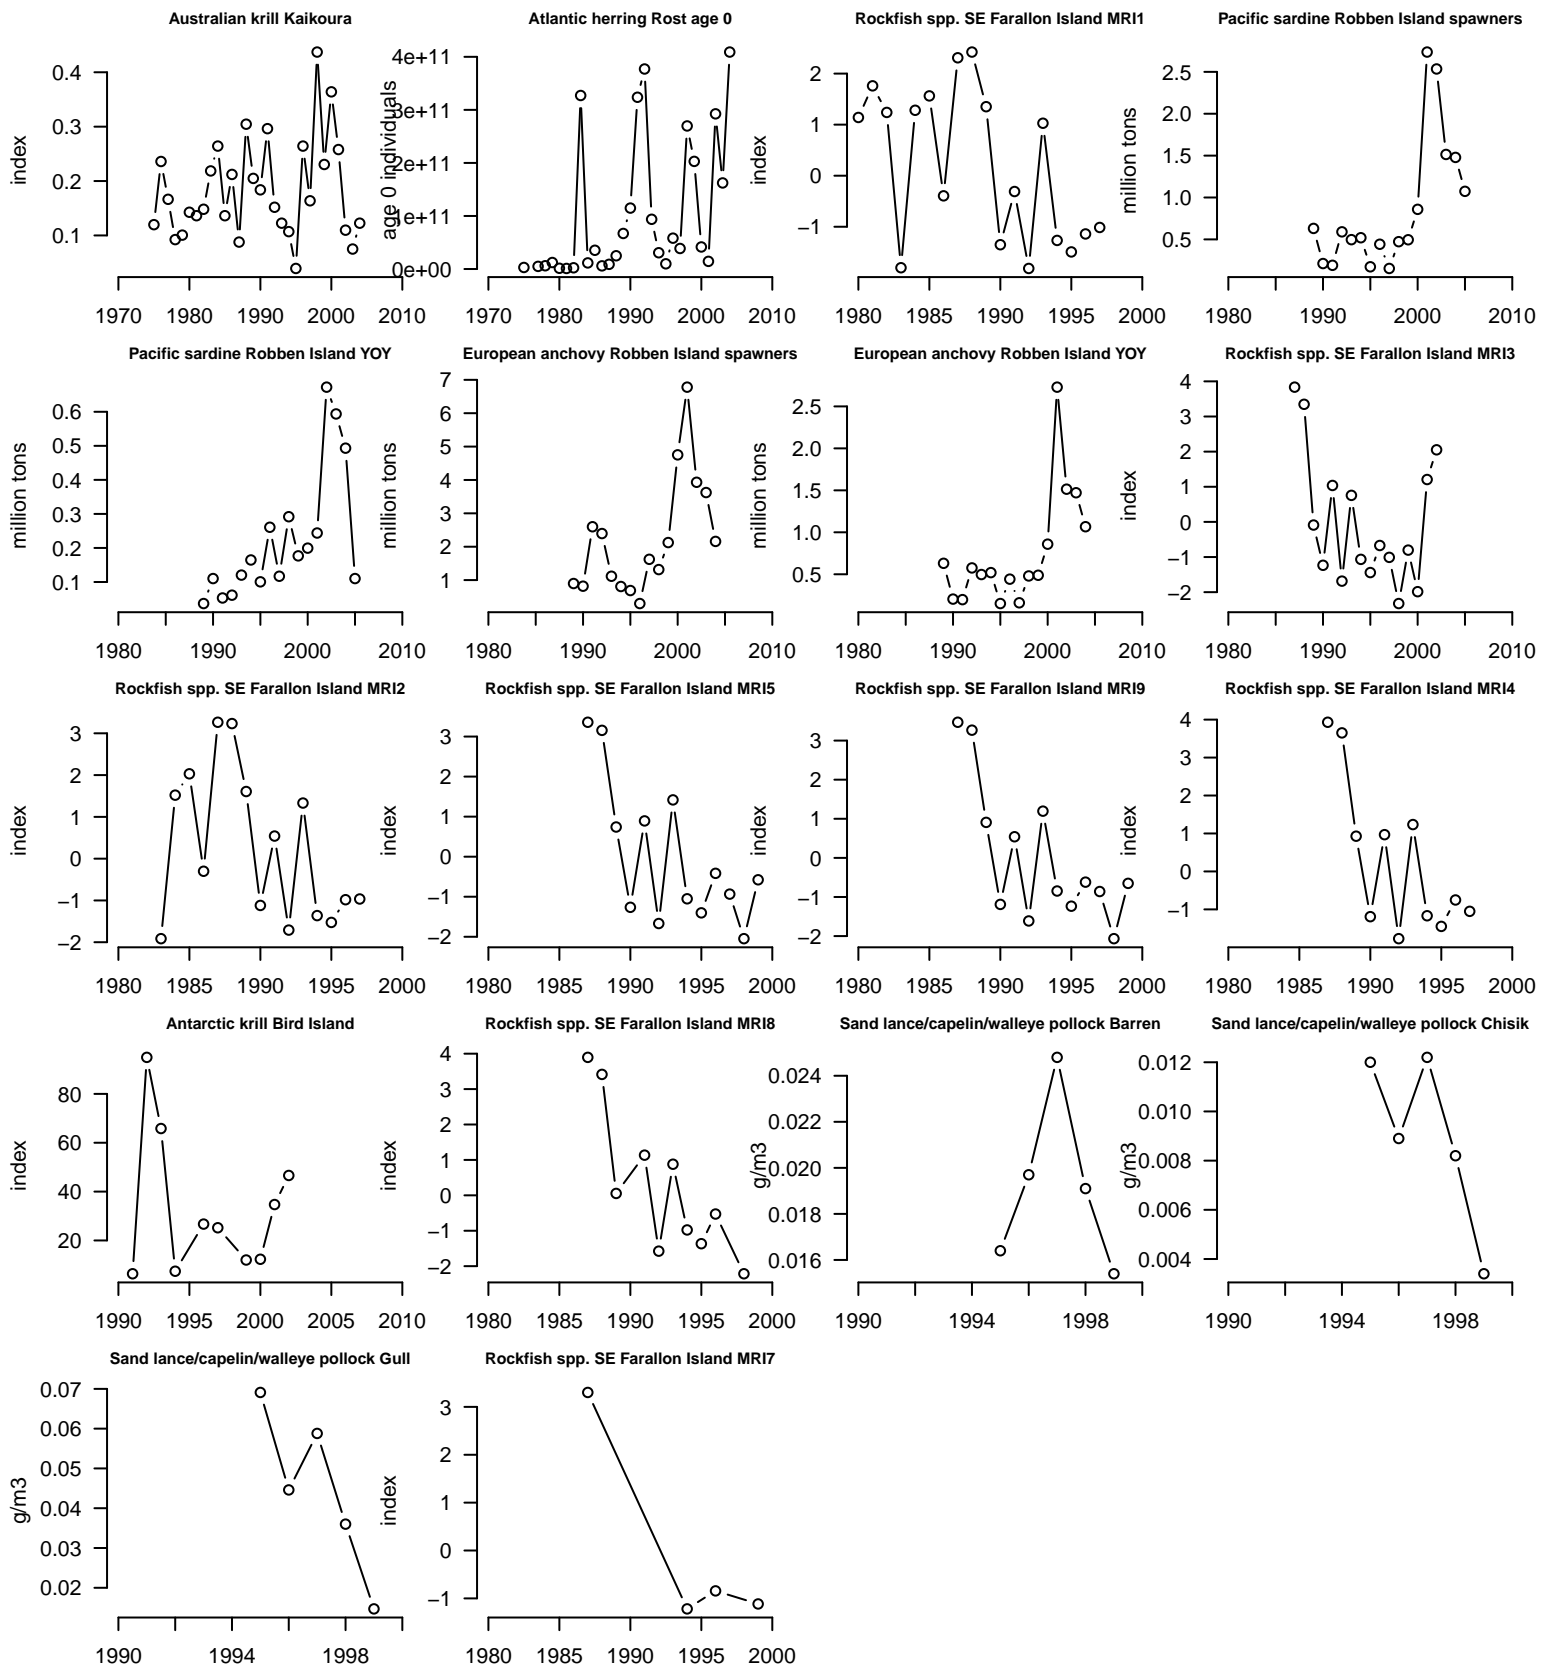 Australian krill Kaikoura
index
0.4
0.3
0.2
0.1
1970 1980 1990 2000 2010
Atlantic herring Rost age 0
age 0 individuals
4e+11
3e+11
2e+11
1e+11
0e+00
1970 1980 1990 2000 2010
Rockfish spp. SE Farallon Island MRI1
index
2
1
0
−1
1980 1985 1990 1995 2000
Pacific sardine Robben Island spawners
million tons
2.5
2.0
1.5
1.0
0.5
1980 1990 2000 2010
Pacific sardine Robben Island YOY
million tons
0.6
0.5
0.4
0.3
0.2
0.1
1980 1990 2000 2010
European anchovy Robben Island spawners
million tons
7
6
5
4
3
2
1
1980 1990 2000 2010
European anchovy Robben Island YOY
million tons
2.5
2.0
1.5
1.0
0.5
1980 1990 2000 2010
Rockfish spp. SE Farallon Island MRI3
index
4
3
2
1
0
−1
−2
1980 1990 2000 2010
Rockfish spp. SE Farallon Island MRI2
index
3
2
1
0
−1
−2
1980 1985 1990 1995 2000
Rockfish spp. SE Farallon Island MRI5
index
3
2
1
0
−1
−2
1980 1985 1990 1995 2000
Rockfish spp. SE Farallon Island MRI9
index
3
2
1
0
−1
−2
1980 1985 1990 1995 2000
Rockfish spp. SE Farallon Island MRI4
index
4
3
2
1
0
−1
1980 1985 1990 1995 2000
Antarctic krill Bird Island
index
80
60
40
20
1990 1995 2000 2005 2010
Rockfish spp. SE Farallon Island MRI8
index
4
3
2
1
0
−1
−2
1980 1985 1990 1995 2000
Sand lance/capelin/walleye pollock Barren
g/m3
0.024
0.022
0.020
0.018
0.016
1990 1994 1998
Sand lance/capelin/walleye pollock Chisik
g/m3
0.012
0.010
0.008
0.006
0.004
1990 1994 1998
Sand lance/capelin/walleye pollock Gull
g/m3
0.07
0.06
0.05
0.04
0.03
0.02
1990 1994 1998
Rockfish spp. SE Farallon Island MRI7
index
3
2
1
0
−1
1980 1985 1990 1995 2000